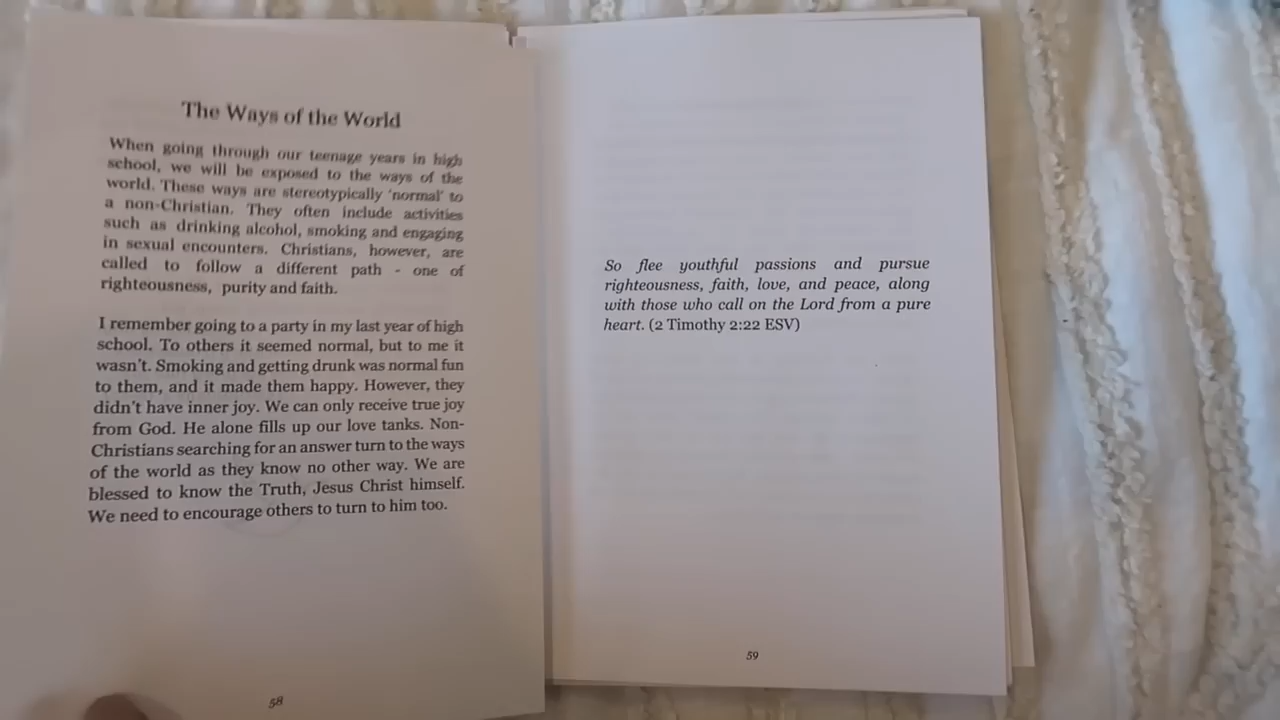 The Ways of the World
When going through our teenage years in high
school, we will be exposed to the ways of the
world. These ways are stereotypically 'normal' to
a non-Christian. They often include activities
such as drinking alcohol, smoking and engaging
in sexual encounters. Christians, however, are
called to follow a different path - one of
righteousness, purity and faith.
I remember going to a party in my last year of high
school. To others it seemed normal, but to me it
wasn't. Smoking and getting drunk was normal fun
to them, and it made them happy. However, they
didn't have inner joy. We can only receive true joy
from God. He alone fills up our love tanks. Non-
Christians searching for an answer turn to the ways
of the world as they know no other way. We are
blessed to know the Truth, Jesus Christ himself.
We need to encourage others to turn to him too.
58
So flee youthful passions and pursue
righteousness, faith, love, and peace, along
with those who call on the Lord from a pure
heart. (2 Timothy 2:22 ESV)
59